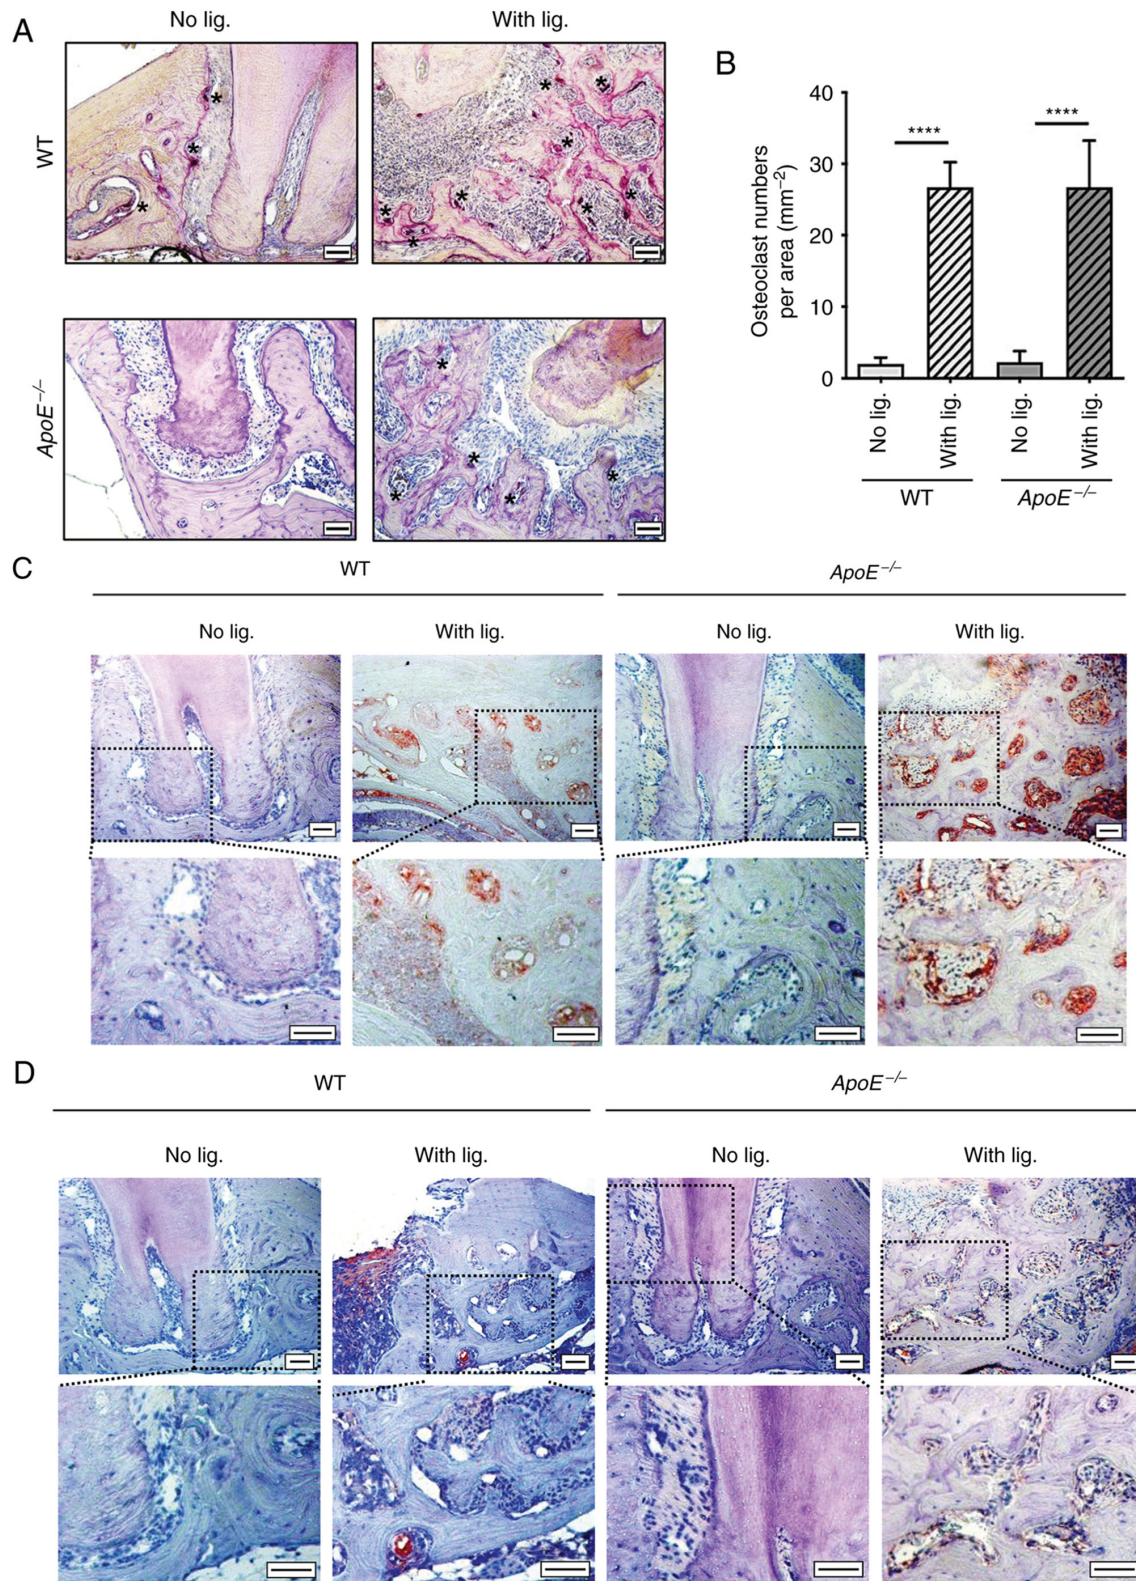 A
No lig.
With lig.
WT
ApoE−/−
B
Osteoclast numbers
per area (mm−2)
40
30
20
10
0
****
****
No lig.
With lig.
No lig.
With lig.
WT
ApoE−/−
C
WT
ApoE−/−
No lig.
With lig.
No lig.
With lig.
D
WT
ApoE−/−
No lig.
With lig.
No lig.
With lig.